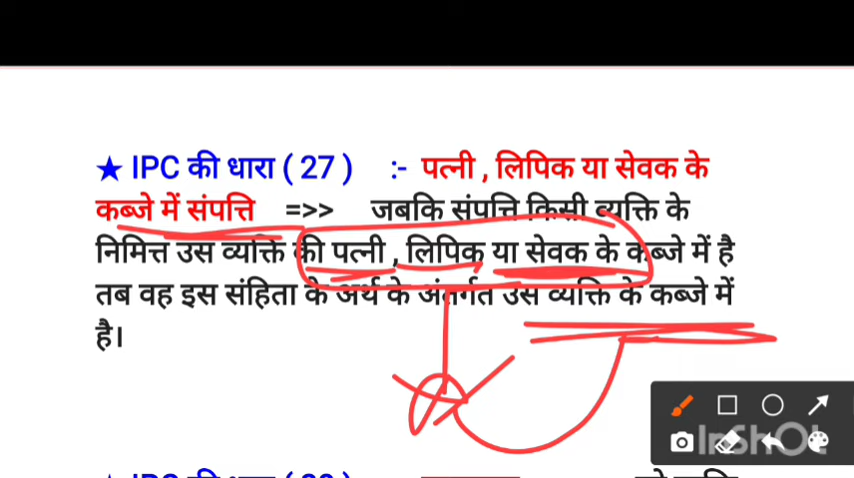 ★ IPC की धारा ( 27 ) :- पत्नी , लिपिक या सेवक के
कब्जे में संपत्ति =>> जबकि संपत्ति किसी व्यक्ति के
निमित्त उस व्यक्ति की पत्नी , लिपिक या सेवक के कब्जे में है
तब वह इस संहिता के अर्थ के अंतर्गत उस व्यक्ति के कब्जे में
है।
InShOt